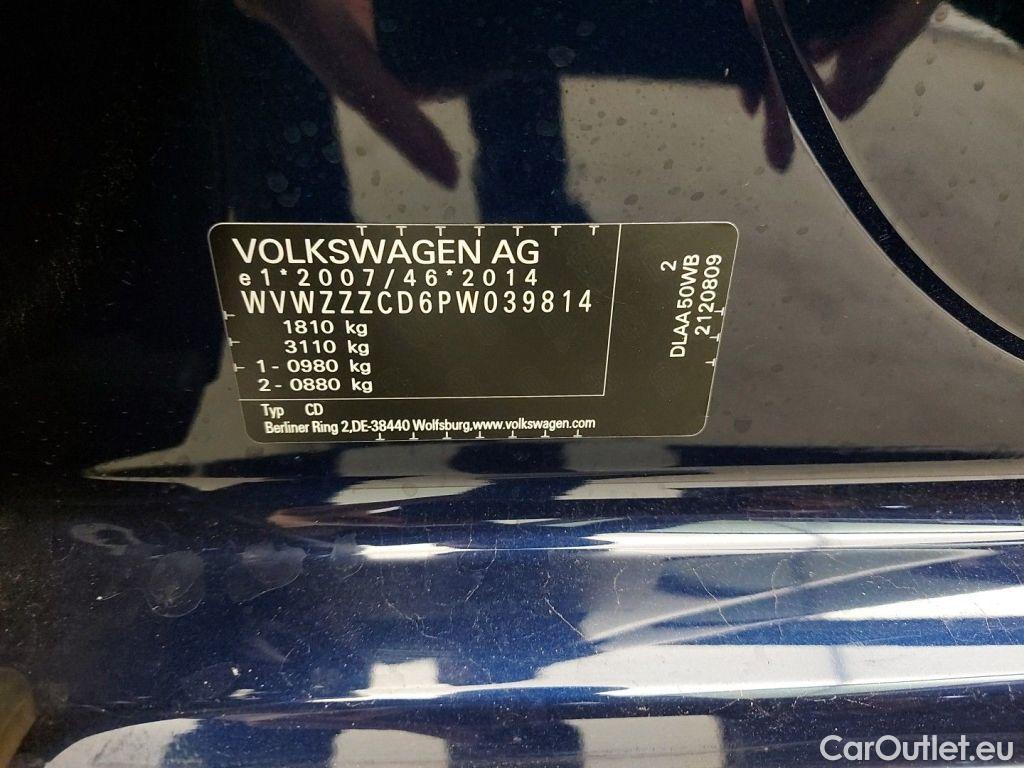 VOLKSWAGEN AG
e1*2007/46*2014
WVWZZZCD6PW039814
1810 kg
3110 kg
1 - 0980 kg
2 - 0880 kg
Typ CD
Berliner Ring 2,DE-38440 Wolfsburg,www.volkswagen.com
2
DLAA50WB
2120809
CarOutlet.eu